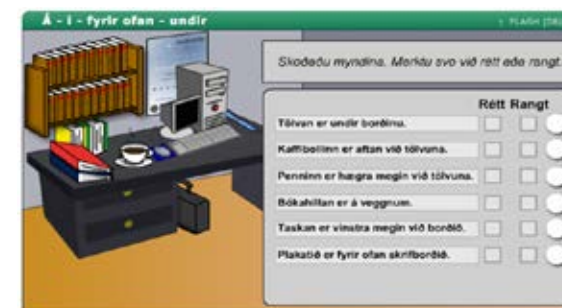 Á - í - fyrir ofan - undir
Skoðaðu myndina. Merktu svo við rétt eða rangt.
Rétt Rangt
Tölvan er undir borðinu.
Kaffibollinn er aftan við tölvuna.
Penninn er hægra megin við tölvuna.
Bókahillan er á veggnum.
Taskan er vinstra megin við borðið.
Plakatið er fyrir ofan skrifborðið.